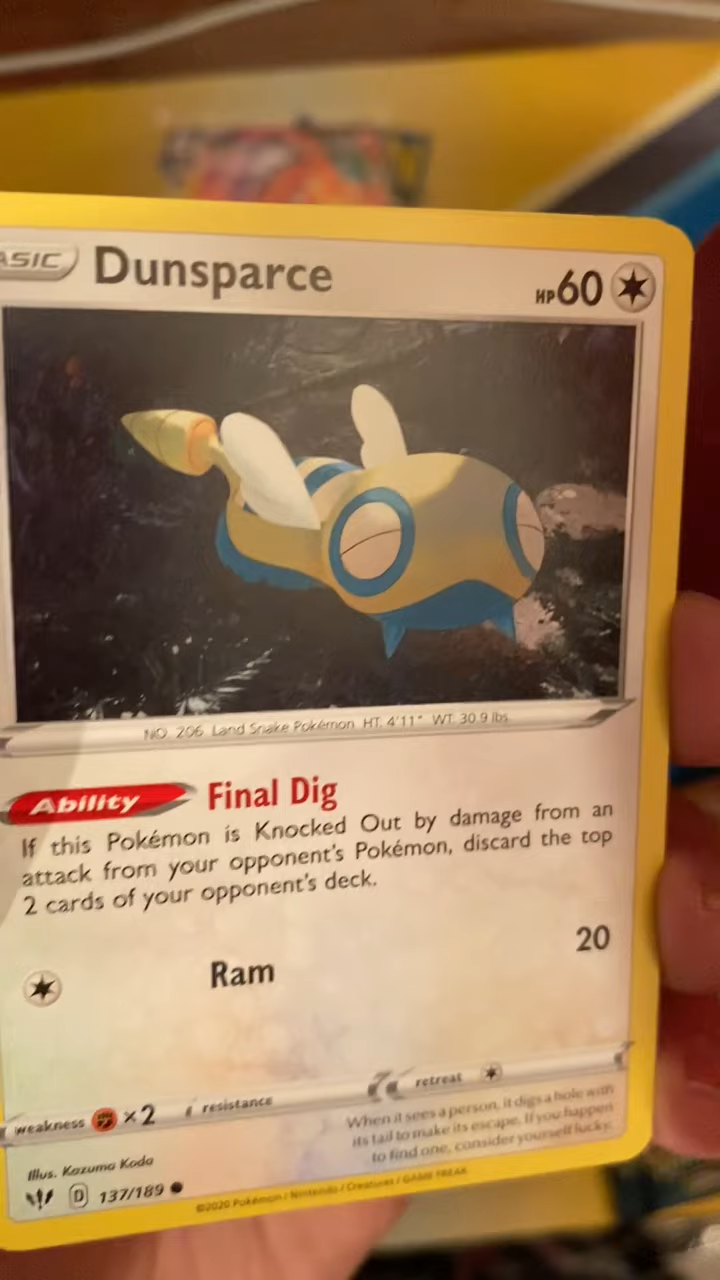 ASIC Dunsparce HP 60
NO. 206 Land Snake Pokémon HT. 4'11" WT. 30.9 lbs
Ability Final Dig
If this Pokémon is Knocked Out by damage from an
attack from your opponent's Pokémon, discard the top
2 cards of your opponent's deck.
Ram 20
weakness ×2 resistance retreat
When it sees a person, it digs a hole with
its tail to make its escape. If you happen
to find one, consider yourself lucky.
Illus. Kazuma Koda
D 137/189
©2020 Pokémon / Nintendo / Creatures / GAME FREAK